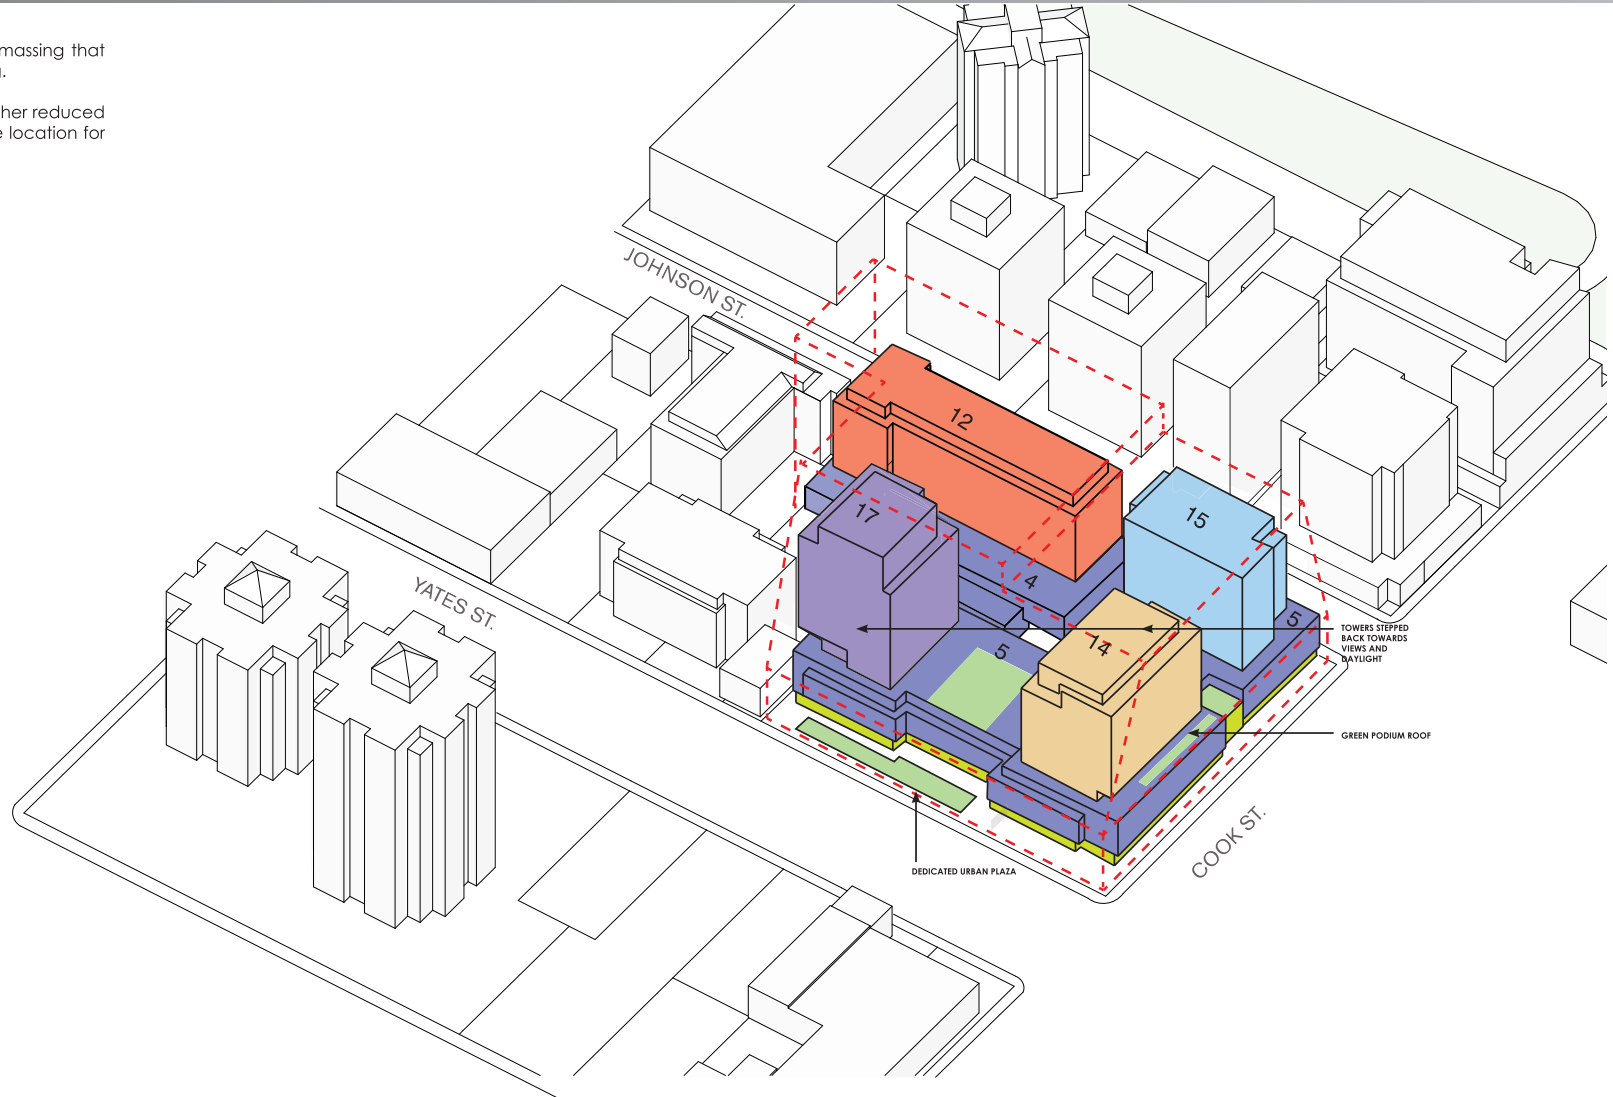 massing that
her reduced
location for
JOHNSON ST.
YATES ST.
COOK ST.
12
17
15
4
5
5
14
TOWERS STEPPED
BACK TOWARDS
VIEWS AND
DAYLIGHT
GREEN PODIUM ROOF
DEDICATED URBAN PLAZA